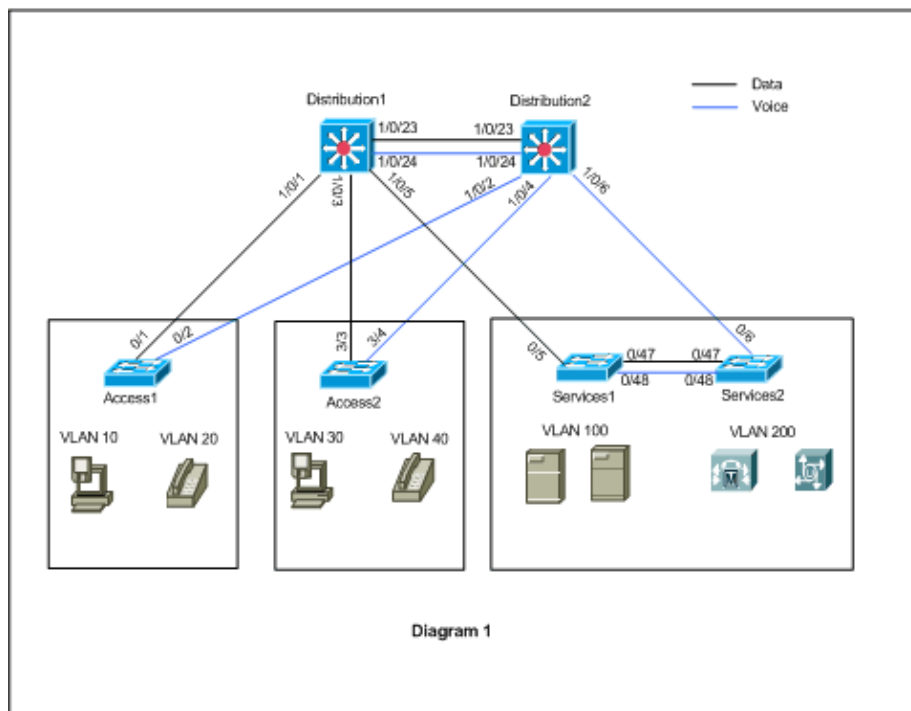 Data
Voice
Distribution1
Distribution2
1/0/23
1/0/23
1/0/24
1/0/24
1/0/1
1/0/3
1/0/5
1/0/2
1/0/4
1/0/6
0/1
0/2
3/3
3/4
0/5
0/6
0/47
0/47
0/48
0/48
Access1
Access2
Services1
Services2
VLAN 10
VLAN 20
VLAN 30
VLAN 40
VLAN 100
VLAN 200
M
U
Diagram 1